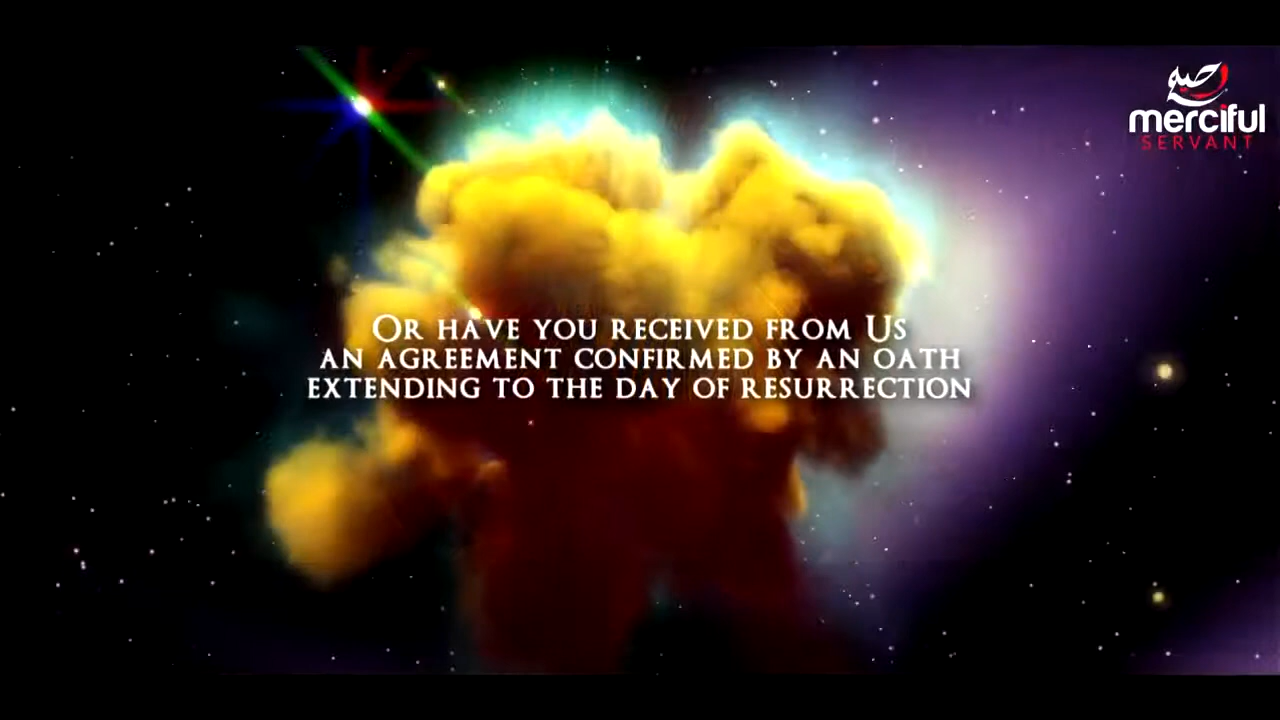 merciful
SERVANT
Or have you received from Us
an agreement confirmed by an oath
extending to the day of resurrection